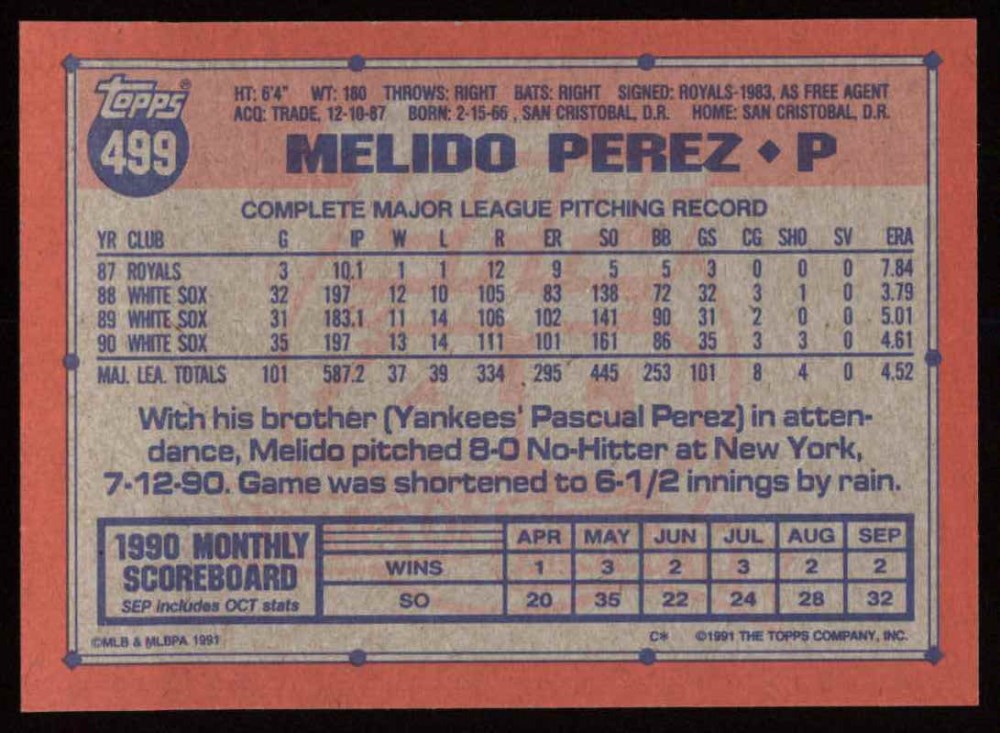 Topps®
499
HT: 6'4" WT: 180 THROWS: RIGHT BATS: RIGHT SIGNED: ROYALS-1983, AS FREE AGENT
ACQ: TRADE, 12-10-87 BORN: 2-15-66, SAN CRISTOBAL, D.R. HOME: SAN CRISTOBAL, D.R.
MELIDO PEREZ ♦ P
COMPLETE MAJOR LEAGUE PITCHING RECORD
YR CLUB G IP W L R ER SO BB GS CG SHO SV ERA
87 ROYALS 3 10.1 1 1 12 9 5 5 3 0 0 0 7.84
88 WHITE SOX 32 197 12 10 105 83 138 72 32 3 1 0 3.79
89 WHITE SOX 31 183.1 11 14 106 102 141 90 31 2 0 0 5.01
90 WHITE SOX 35 197 13 14 111 101 161 86 35 3 3 0 4.61
MAJ. LEA. TOTALS 101 587.2 37 39 334 295 445 253 101 8 4 0 4.52
With his brother (Yankees' Pascual Perez) in atten-
dance, Melido pitched 8-0 No-Hitter at New York,
7-12-90. Game was shortened to 6-1/2 innings by rain.
1990 MONTHLY
SCOREBOARD
SEP includes OCT stats
APR MAY JUN JUL AUG SEP
WINS 1 3 2 3 2 2
SO 20 35 22 24 28 32
©MLB & MLBPA 1991
C* ©1991 THE TOPPS COMPANY, INC.